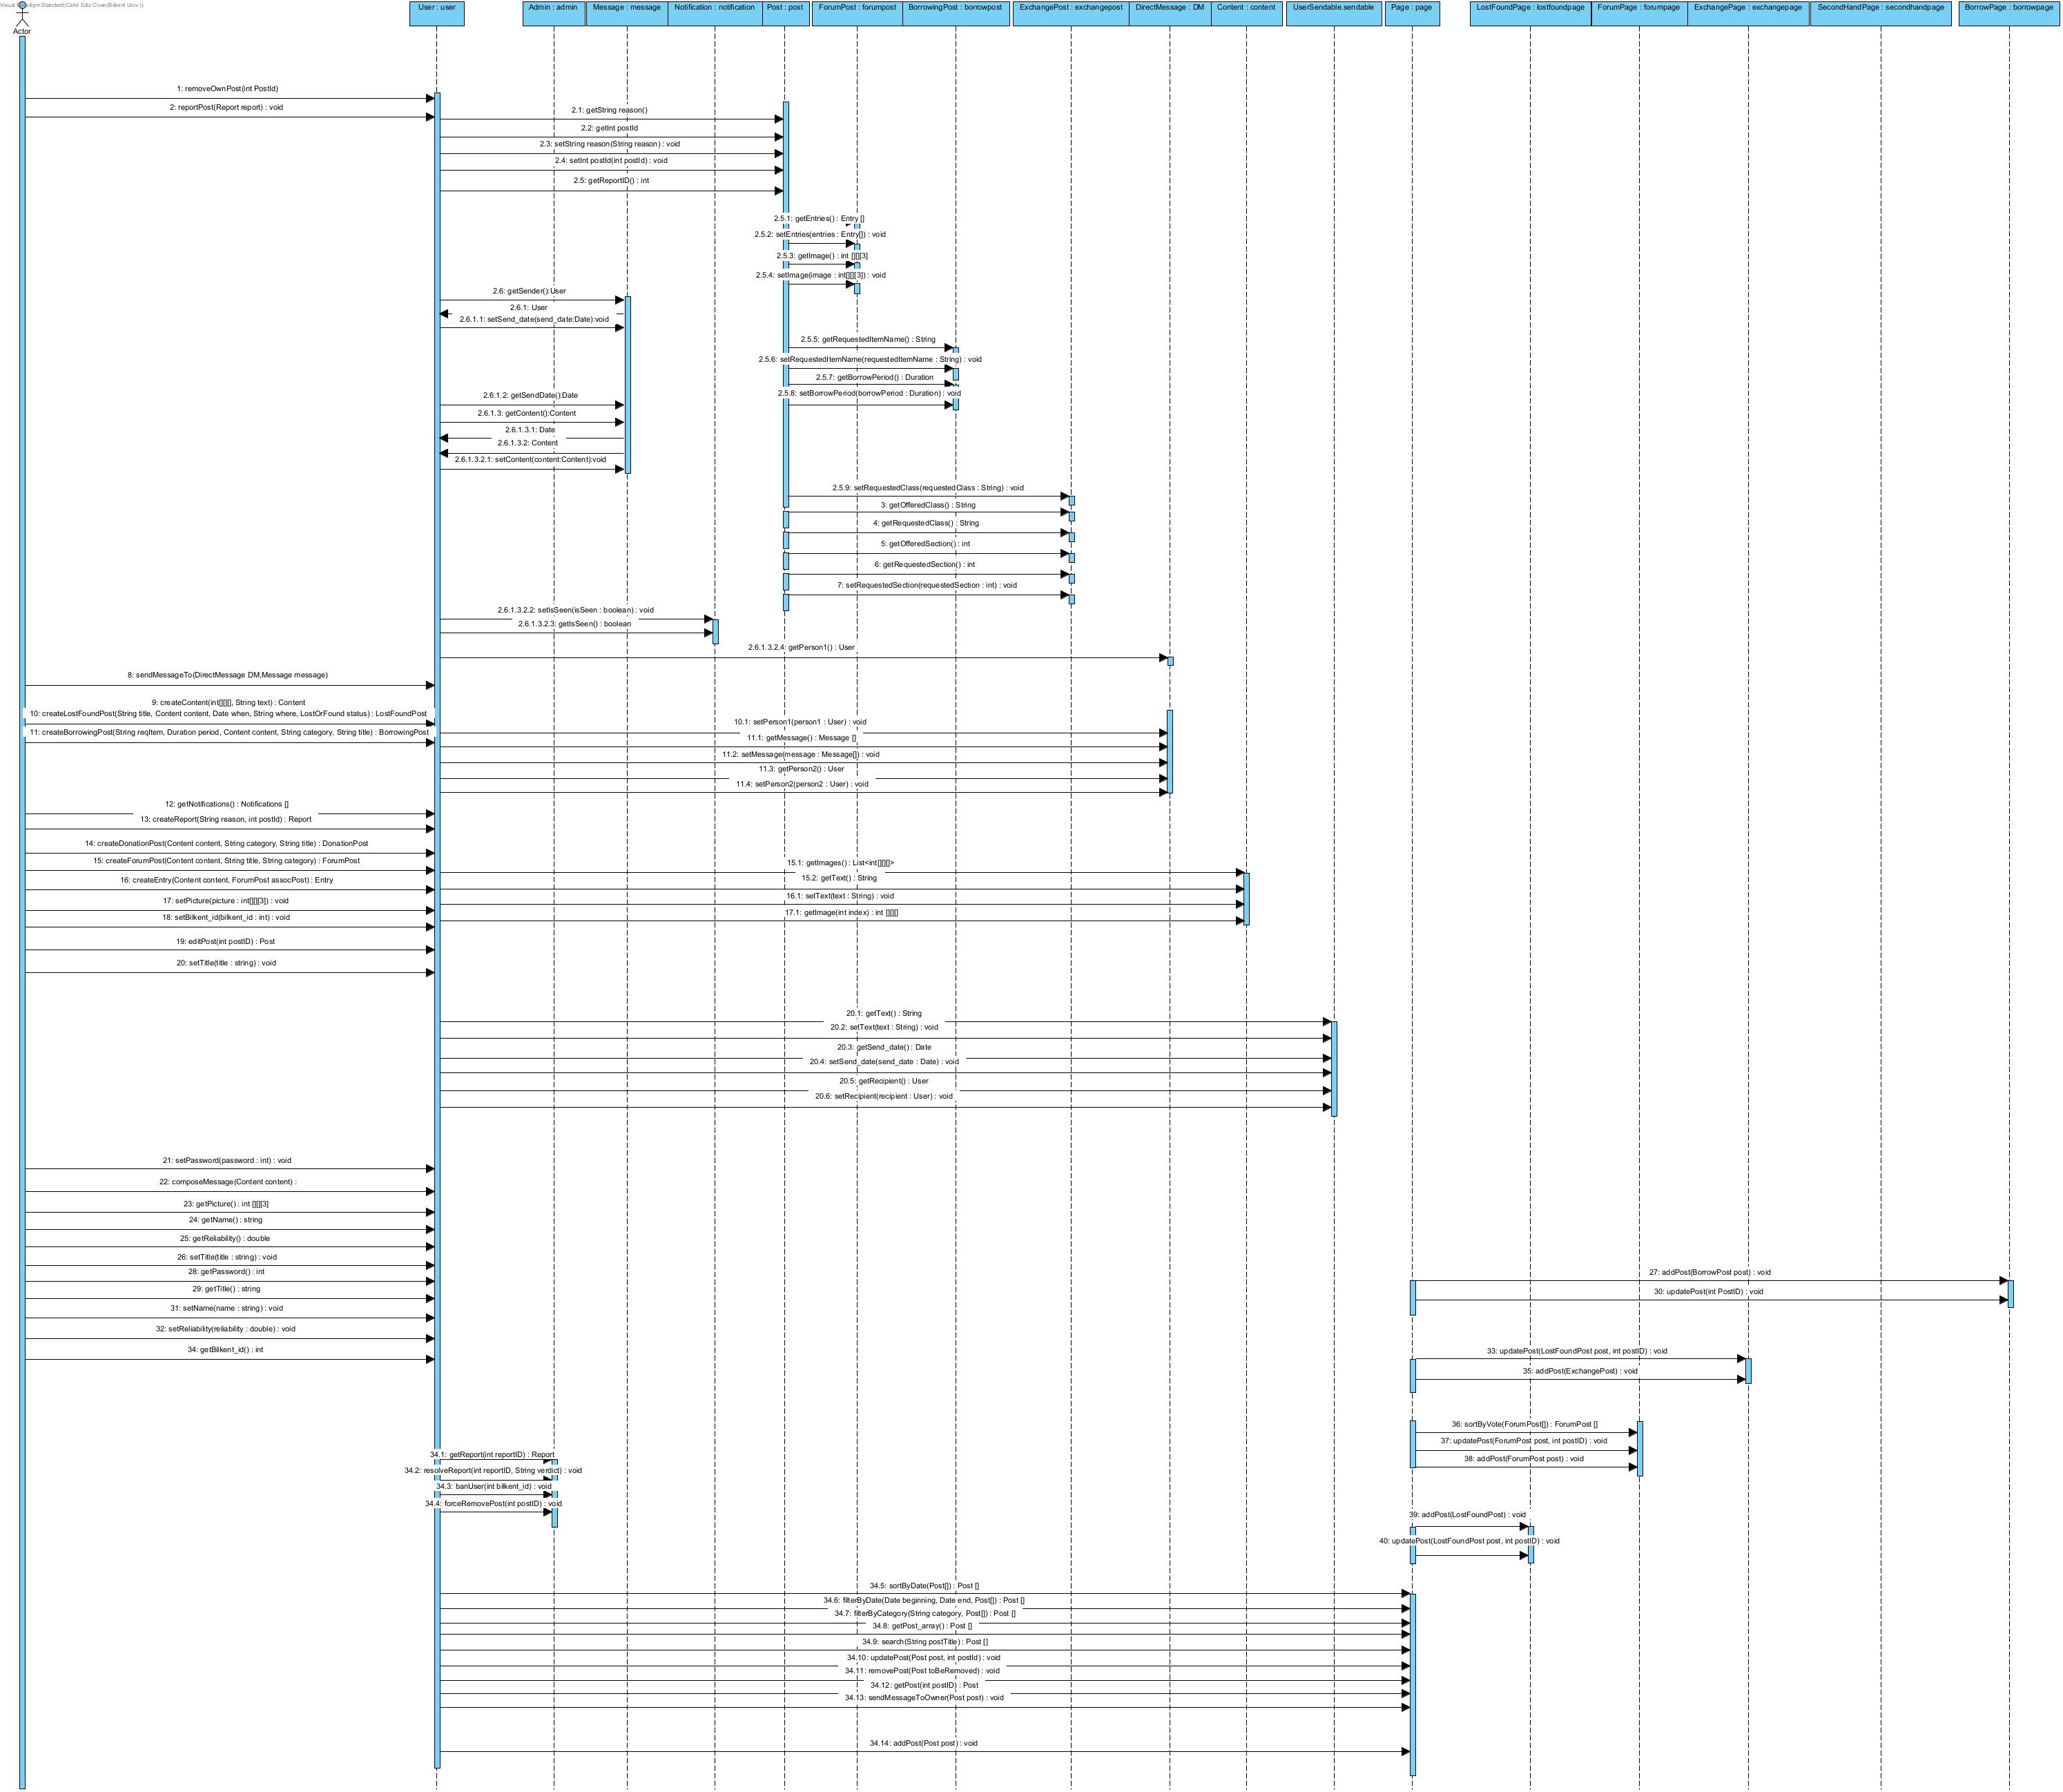 Visual Paradigm Standard(Cahit Ediz Civan(Bilkent Univ.))
Actor
User : user
Admin : admin
Message : message
Notification : notification
Post : post
ForumPost : forumpost
BorrowingPost : borrowpost
ExchangePost : exchangepost
DirectMessage : DM
Content : content
UserSendable.sendable
Page : page
LostFoundPage : lostfoundpage
ForumPage : forumpage
ExchangePage : exchangepage
SecondHandPage : secondhandpage
BorrowPage : borrowpage
1: removeOwnPost(int PostId)
2: reportPost(Report report) : void
2.1: getString reason()
2.2: getInt postId
2.3: setString reason(String reason) : void
2.4: setInt postId(int postId) : void
2.5: getReportID() : int
2.5.1: getEntries() : Entry []
2.5.2: setEntries(entries : Entry[]) : void
2.5.3: getImage() : int [][][3]
2.5.4: setImage(image : int[][][3]) : void
2.6: getSender():User
2.6.1: User
2.6.1.1: setSend_date(send_date:Date):void
2.5.5: getRequestedItemName() : String
2.5.6: setRequestedItemName(requestedItemName : String) : void
2.5.7: getBorrowPeriod() : Duration
2.5.8: setBorrowPeriod(borrowPeriod : Duration) : void
2.6.1.2: getSendDate():Date
2.6.1.3: getContent():Content
2.6.1.3.1: Date
2.6.1.3.2: Content
2.6.1.3.2.1: setContent(content:Content):void
2.5.9: setRequestedClass(requestedClass : String) : void
3: getOfferedClass() : String
4: getRequestedClass() : String
5: getOfferedSection() : int
6: getRequestedSection() : int
7: setRequestedSection(requestedSection : int) : void
2.6.1.3.2.2: setIsSeen(isSeen : boolean) : void
2.6.1.3.2.3: getIsSeen() : boolean
2.6.1.3.2.4: getPerson1() : User
8: sendMessageTo(DirectMessage DM,Message message)
9: createContent(int[][][], String text) : Content
10: createLostFoundPost(String title, Content content, Date when, String where, LostOrFound status) : LostFoundPost
11: createBorrowingPost(String reqItem, Duration period, Content content, String category, String title) : BorrowingPost
10.1: setPerson1(person1 : User) : void
11.1: getMessage() : Message []
11.2: setMessage(message : Message[]) : void
11.3: getPerson2() : User
11.4: setPerson2(person2 : User) : void
12: getNotifications() : Notifications []
13: createReport(String reason, int postId) : Report
14: createDonationPost(Content content, String category, String title) : DonationPost
15: createForumPost(Content content, String title, String category) : ForumPost
16: createEntry(Content content, ForumPost assocPost) : Entry
17: setPicture(picture : int[][][3]) : void
18: setBilkent_id(bilkent_id : int) : void
19: editPost(int postID) : Post
20: setTitle(title : string) : void
15.1: getImages() : List<int[][][]>
15.2: getText() : String
16.1: setText(text : String) : void
17.1: getImage(int index) : int [][][]
20.1: getText() : String
20.2: setText(text : String) : void
20.3: getSend_date() : Date
20.4: setSend_date(send_date : Date) : void
20.5: getRecipient() : User
20.6: setRecipient(recipient : User) : void
21: setPassword(password : int) : void
22: composeMessage(Content content) :
23: getPicture() : int [][][3]
24: getName() : string
25: getReliability() : double
26: setTitle(title : string) : void
28: getPassword() : int
29: getTitle() : string
31: setName(name : string) : void
32: setReliability(reliability : double) : void
34: getBilkent_id() : int
27: addPost(BorrowPost post) : void
30: updatePost(int PostID) : void
33: updatePost(LostFoundPost post, int postID) : void
35: addPost(ExchangePost) : void
36: sortByVote(ForumPost[]) : ForumPost []
37: updatePost(ForumPost post, int postID) : void
38: addPost(ForumPost post) : void
34.1: getReport(int reportID) : Report
34.2: resolveReport(int reportID, String verdict) : void
34.3: banUser(int bilkent_id) : void
34.4: forceRemovePost(int postID) : void
39: addPost(LostFoundPost) : void
40: updatePost(LostFoundPost post, int postID) : void
34.5: sortByDate(Post[]) : Post []
34.6: filterByDate(Date beginning, Date end, Post[]) : Post []
34.7: filterByCategory(String category, Post[]) : Post []
34.8: getPost_array() : Post []
34.9: search(String postTitle) : Post []
34.10: updatePost(Post post, int postId) : void
34.11: removePost(Post toBeRemoved) : void
34.12: getPost(int postID) : Post
34.13: sendMessageToOwner(Post post) : void
34.14: addPost(Post post) : void